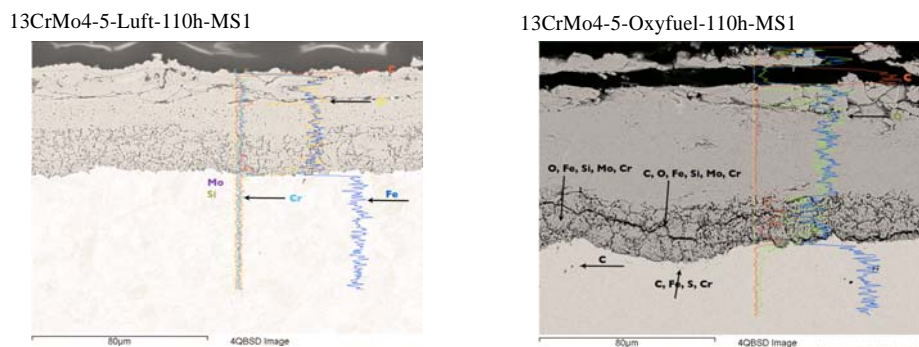 13CrMo4-5-Luft-110h-MS1
13CrMo4-5-Oxyfuel-110h-MS1
Mo
Si
Cr
Fe
80µm
4QBSD Image
C
O, Fe, Si, Mo, Cr
C, O, Fe, Si, Mo, Cr
C
C, Fe, S, Cr
80µm
4QBSD Image